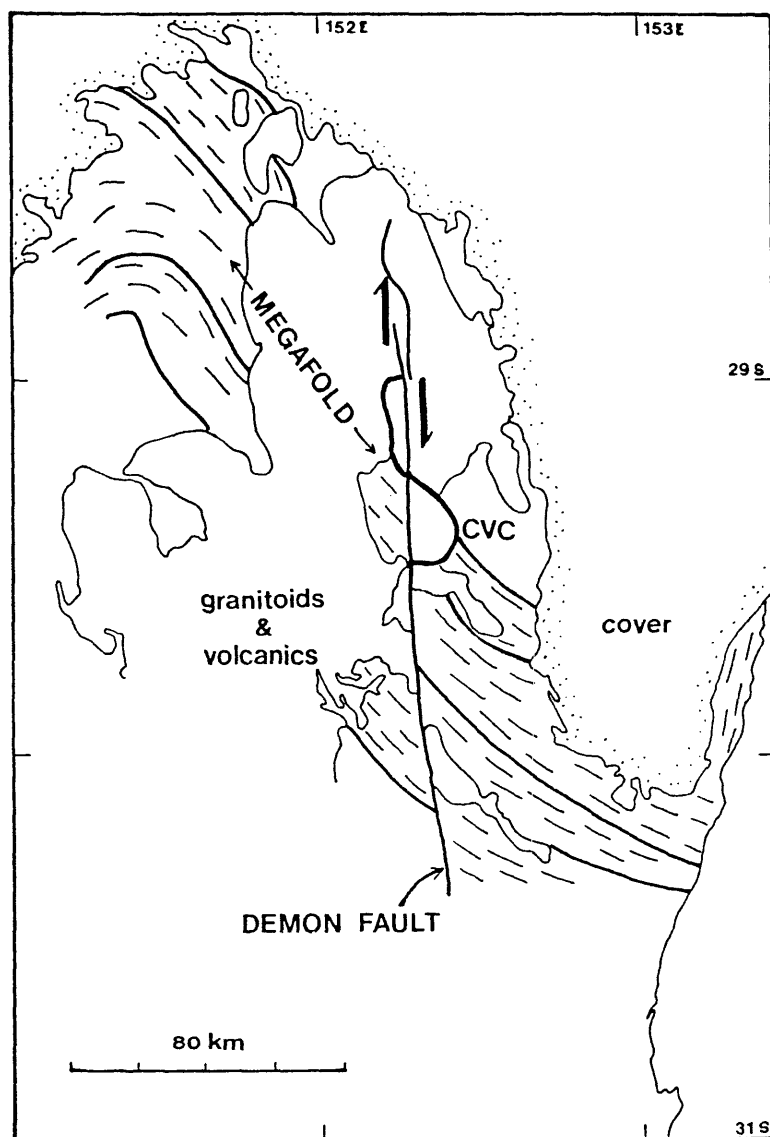 152E
153E
MEGAFOLD
29S
CVC
granitoids
&
volcanics
cover
DEMON FAULT
80 km
31S